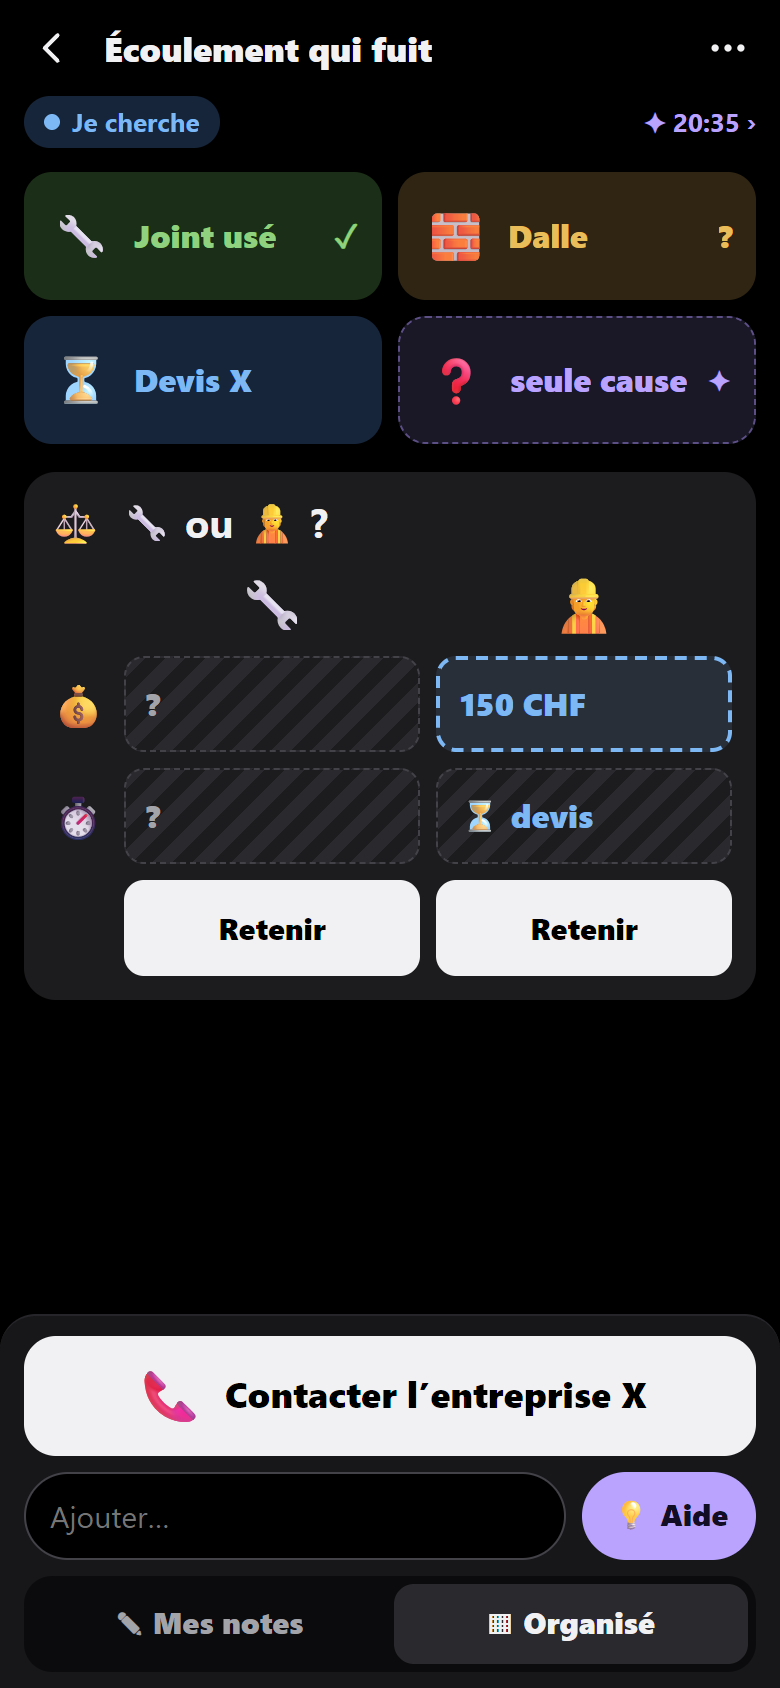 Écoulement qui fuit
Je cherche
✦ 20:35 ›
Joint usé ✓
Dalle ?
Devis X
seule cause ✦
ou ?
? 150 CHF
? devis
Retenir Retenir
Contacter l'entreprise X
Ajouter...
Aide
Mes notes
Organisé